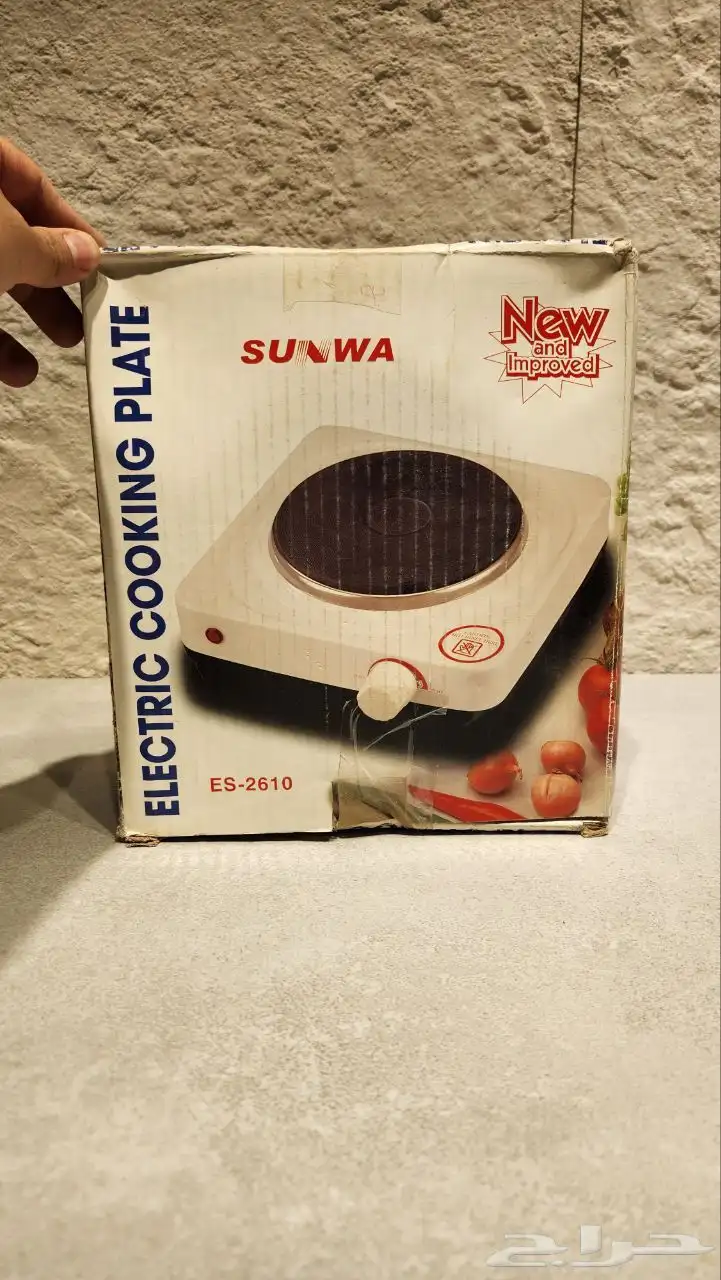 SUNWA
New
and
Improved
ELECTRIC COOKING PLATE
ES-2610
حراج